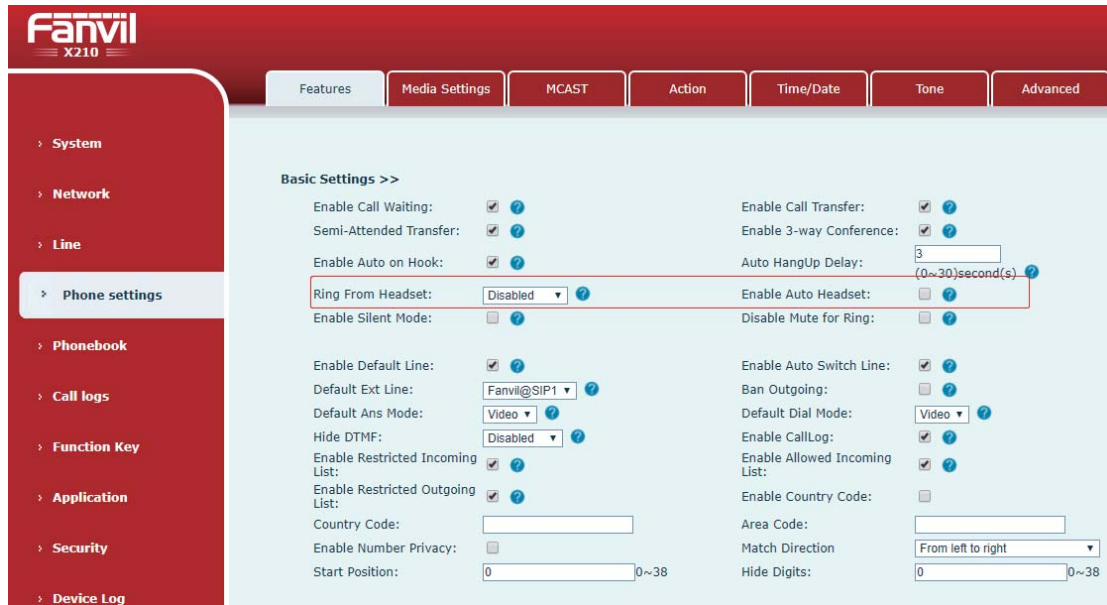 Fanvil
X210
Features Media Settings MCAST Action Time/Date Tone Advanced
› System
› Network
› Line
› Phone settings
› Phonebook
› Call logs
› Function Key
› Application
› Security
› Device Log
Basic Settings >>
Enable Call Waiting: ? Enable Call Transfer: ?
Semi-Attended Transfer: ? Enable 3-way Conference: ?
Enable Auto on Hook: ? Auto HangUp Delay: 3
(0~30)second(s) ?
Ring From Headset: Disabled ▼ ? Enable Auto Headset: ?
Enable Silent Mode: ? Disable Mute for Ring: ?
Enable Default Line: ? Enable Auto Switch Line: ?
Default Ext Line: Fanvil@SIP1 ▼ ? Ban Outgoing: ?
Default Ans Mode: Video ▼ ? Default Dial Mode: Video ▼ ?
Hide DTMF: Disabled ▼ ? Enable CallLog: ?
Enable Restricted Incoming
List: ? Enable Allowed Incoming
List: ?
Enable Restricted Outgoing
List: ? Enable Country Code:
Country Code: Area Code:
Enable Number Privacy: Match Direction From left to right ▼
Start Position: 0 0~38 Hide Digits: 0 0~38